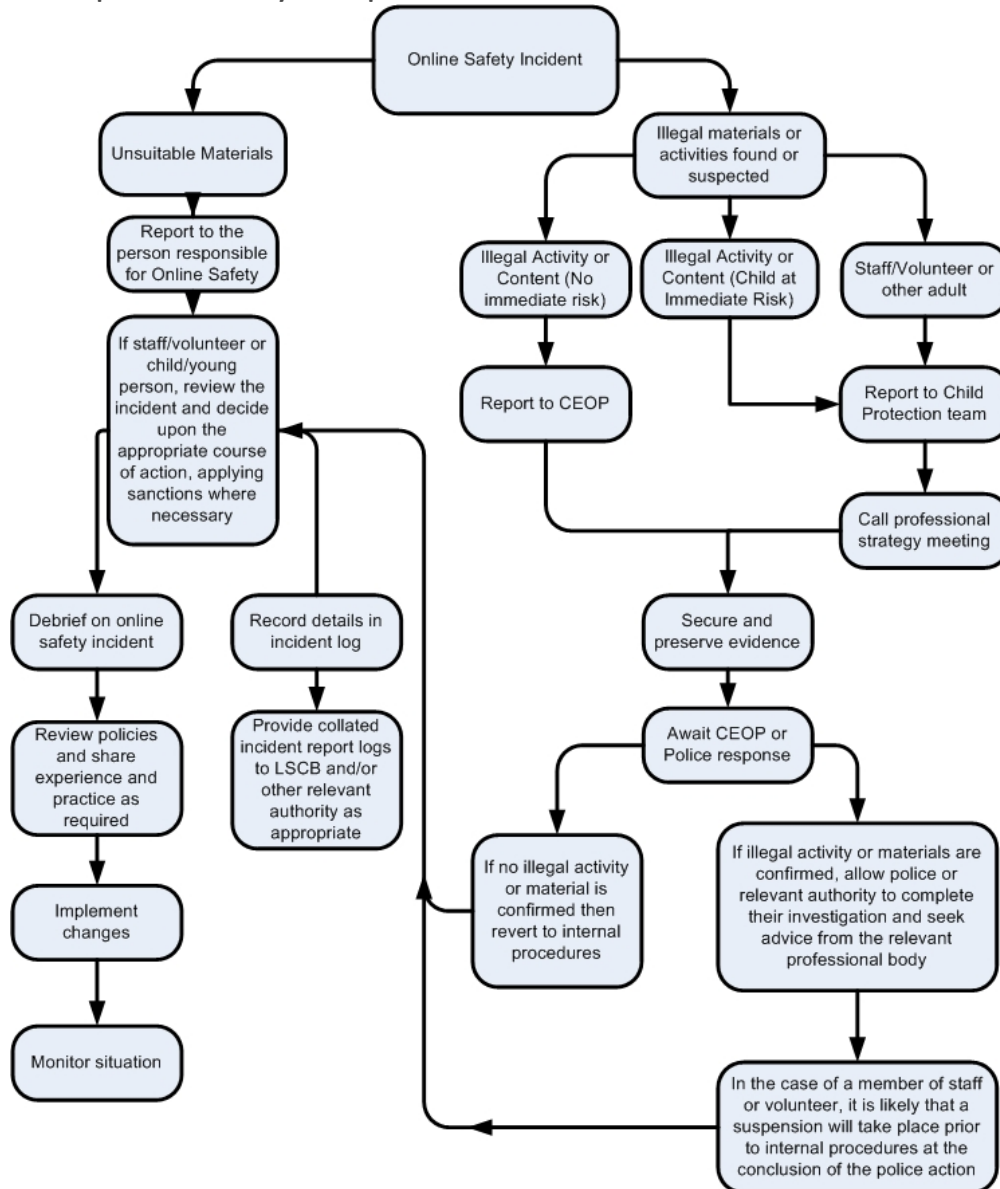 Online Safety Incident
Unsuitable Materials
Illegal materials or
activities found or
suspected
Report to the
person responsible
for Online Safety
Illegal Activity or
Content (No
immediate risk)
Illegal Activity or
Content (Child at
Immediate Risk)
Staff/Volunteer or
other adult
If staff/volunteer or
child/young
person, review the
incident and decide
upon the
appropriate course
of action, applying
sanctions where
necessary
Report to CEOP
Report to Child
Protection team
Call professional
strategy meeting
Debrief on online
safety incident
Record details in
incident log
Secure and
preserve evidence
Review policies
and share
experience and
practice as
required
Provide collated
incident report logs
to LSCB and/or
other relevant
authority as
appropriate
Await CEOP or
Police response
If no illegal activity
or material is
confirmed then
revert to internal
procedures
If illegal activity or materials are
confirmed, allow police or
relevant authority to complete
their investigation and seek
advice from the relevant
professional body
Implement
changes
Monitor situation
In the case of a member of staff
or volunteer, it is likely that a
suspension will take place prior
to internal procedures at the
conclusion of the police action